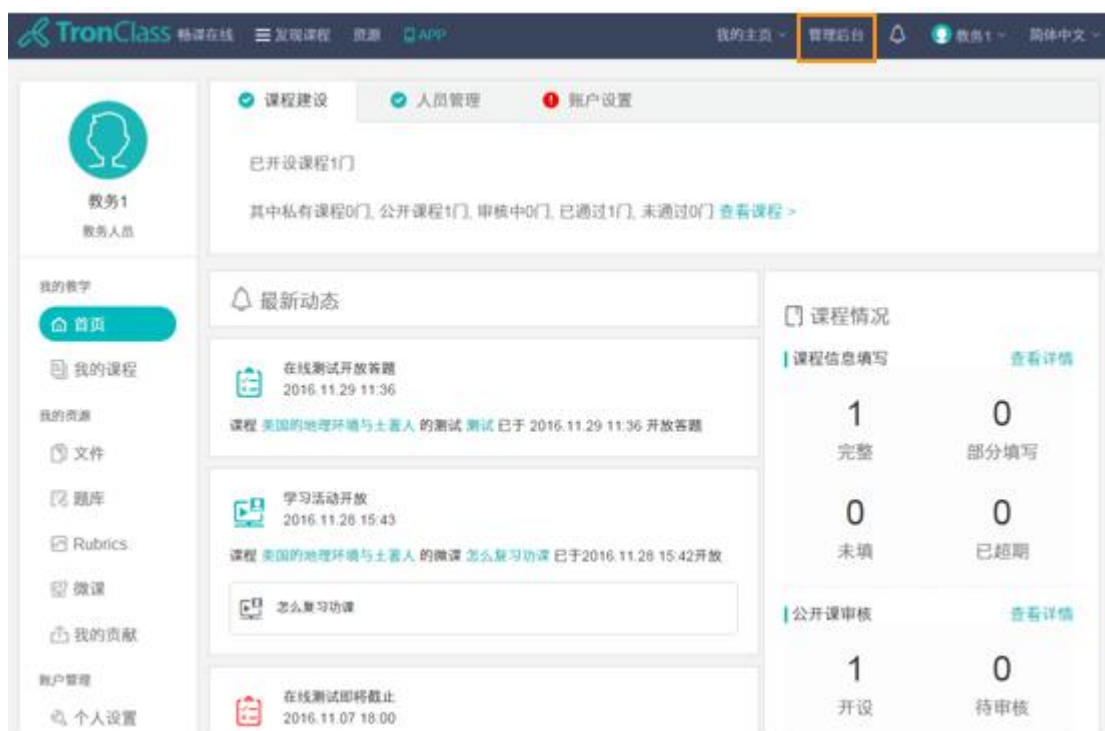 TronClass 畅课在线 发现课程 资源 APP 我的主页 管理后台 教务1 简体中文
课程建设 人员管理 账户设置
已开设课程1门
教务1
其中私有课程0门, 公开课程1门, 审核中0门, 已通过1门, 未通过0门 查看课程 >
教务人员
我的教学
首页
我的课程
我的资源
文件
题库
Rubrics
微课
我的贡献
账户管理
个人设置
最新动态
在线测试开放答题
2016.11.29 11:36
课程 美国的地理环境与土著人 的测试 测试 已于 2016.11.29 11:36 开放答题
学习活动开放
2016.11.28 15:43
课程 美国的地理环境与土著人 的微课 怎么复习功课 已于2016.11.28 15:42开放
怎么复习功课
在线测试即将截止
2016.11.07 18:00
课程情况
课程信息填写 查看详情
1 0
完整 部分填写
0 0
未填 已超期
公开课审核 查看详情
1 0
开设 待审核